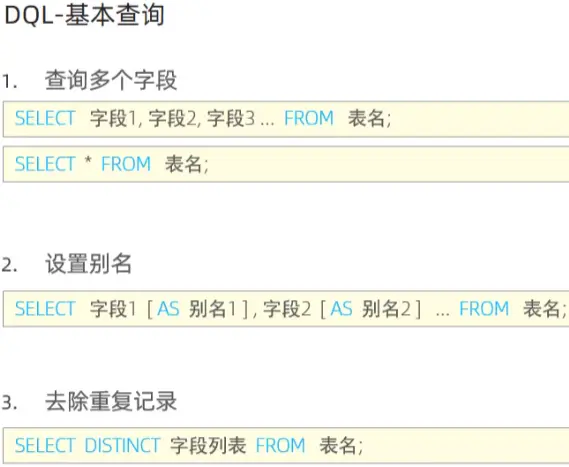 DQL-基本查询
1. 查询多个字段
SELECT 字段1, 字段2, 字段3 ... FROM 表名;
SELECT * FROM 表名;
2. 设置别名
SELECT 字段1 [ AS 别名1 ] , 字段2 [ AS 别名2 ] ... FROM 表名;
3. 去除重复记录
SELECT DISTINCT 字段列表 FROM 表名;